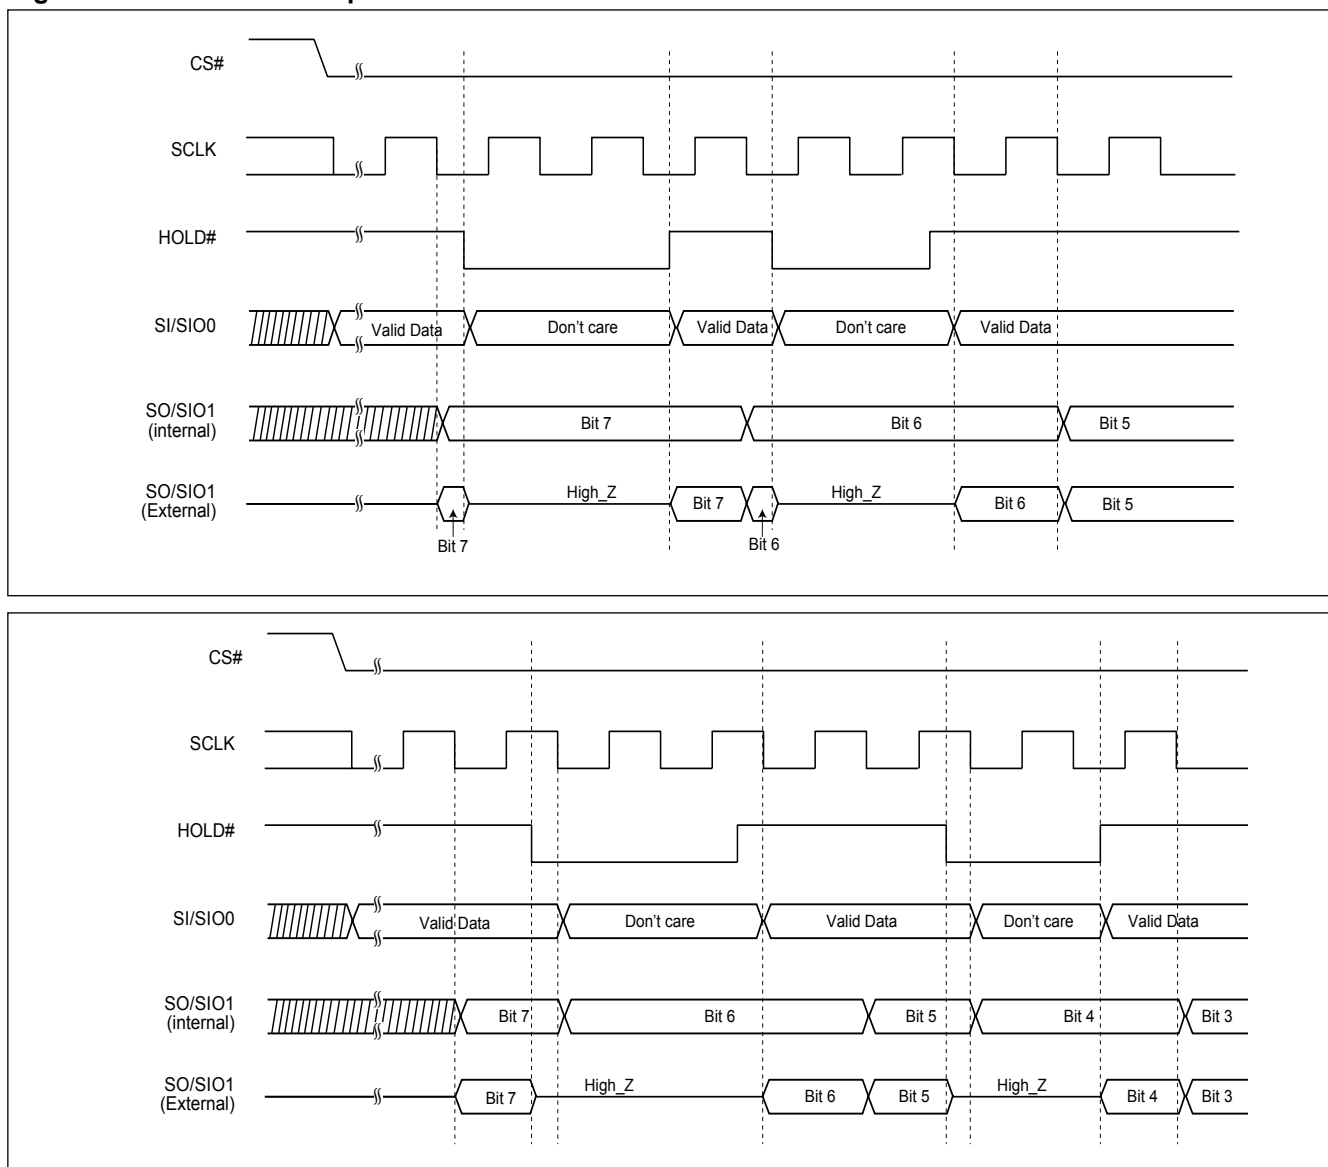 CS#
SCLK
HOLD#
SI/SIO0
Valid Data
Don't care
Valid Data
Don't care
Valid Data
SO/SIO1
(internal)
Bit 7
Bit 6
Bit 5
SO/SIO1
(External)
High_Z
Bit 7
High_Z
Bit 6
Bit 5
Bit 7
Bit 6
CS#
SCLK
HOLD#
SI/SIO0
Valid Data
Don't care
Valid Data
Don't care
Valid Data
SO/SIO1
(internal)
Bit 7
Bit 6
Bit 5
Bit 4
Bit 3
SO/SIO1
(External)
Bit 7
High_Z
Bit 6
Bit 5
High_Z
Bit 4
Bit 3